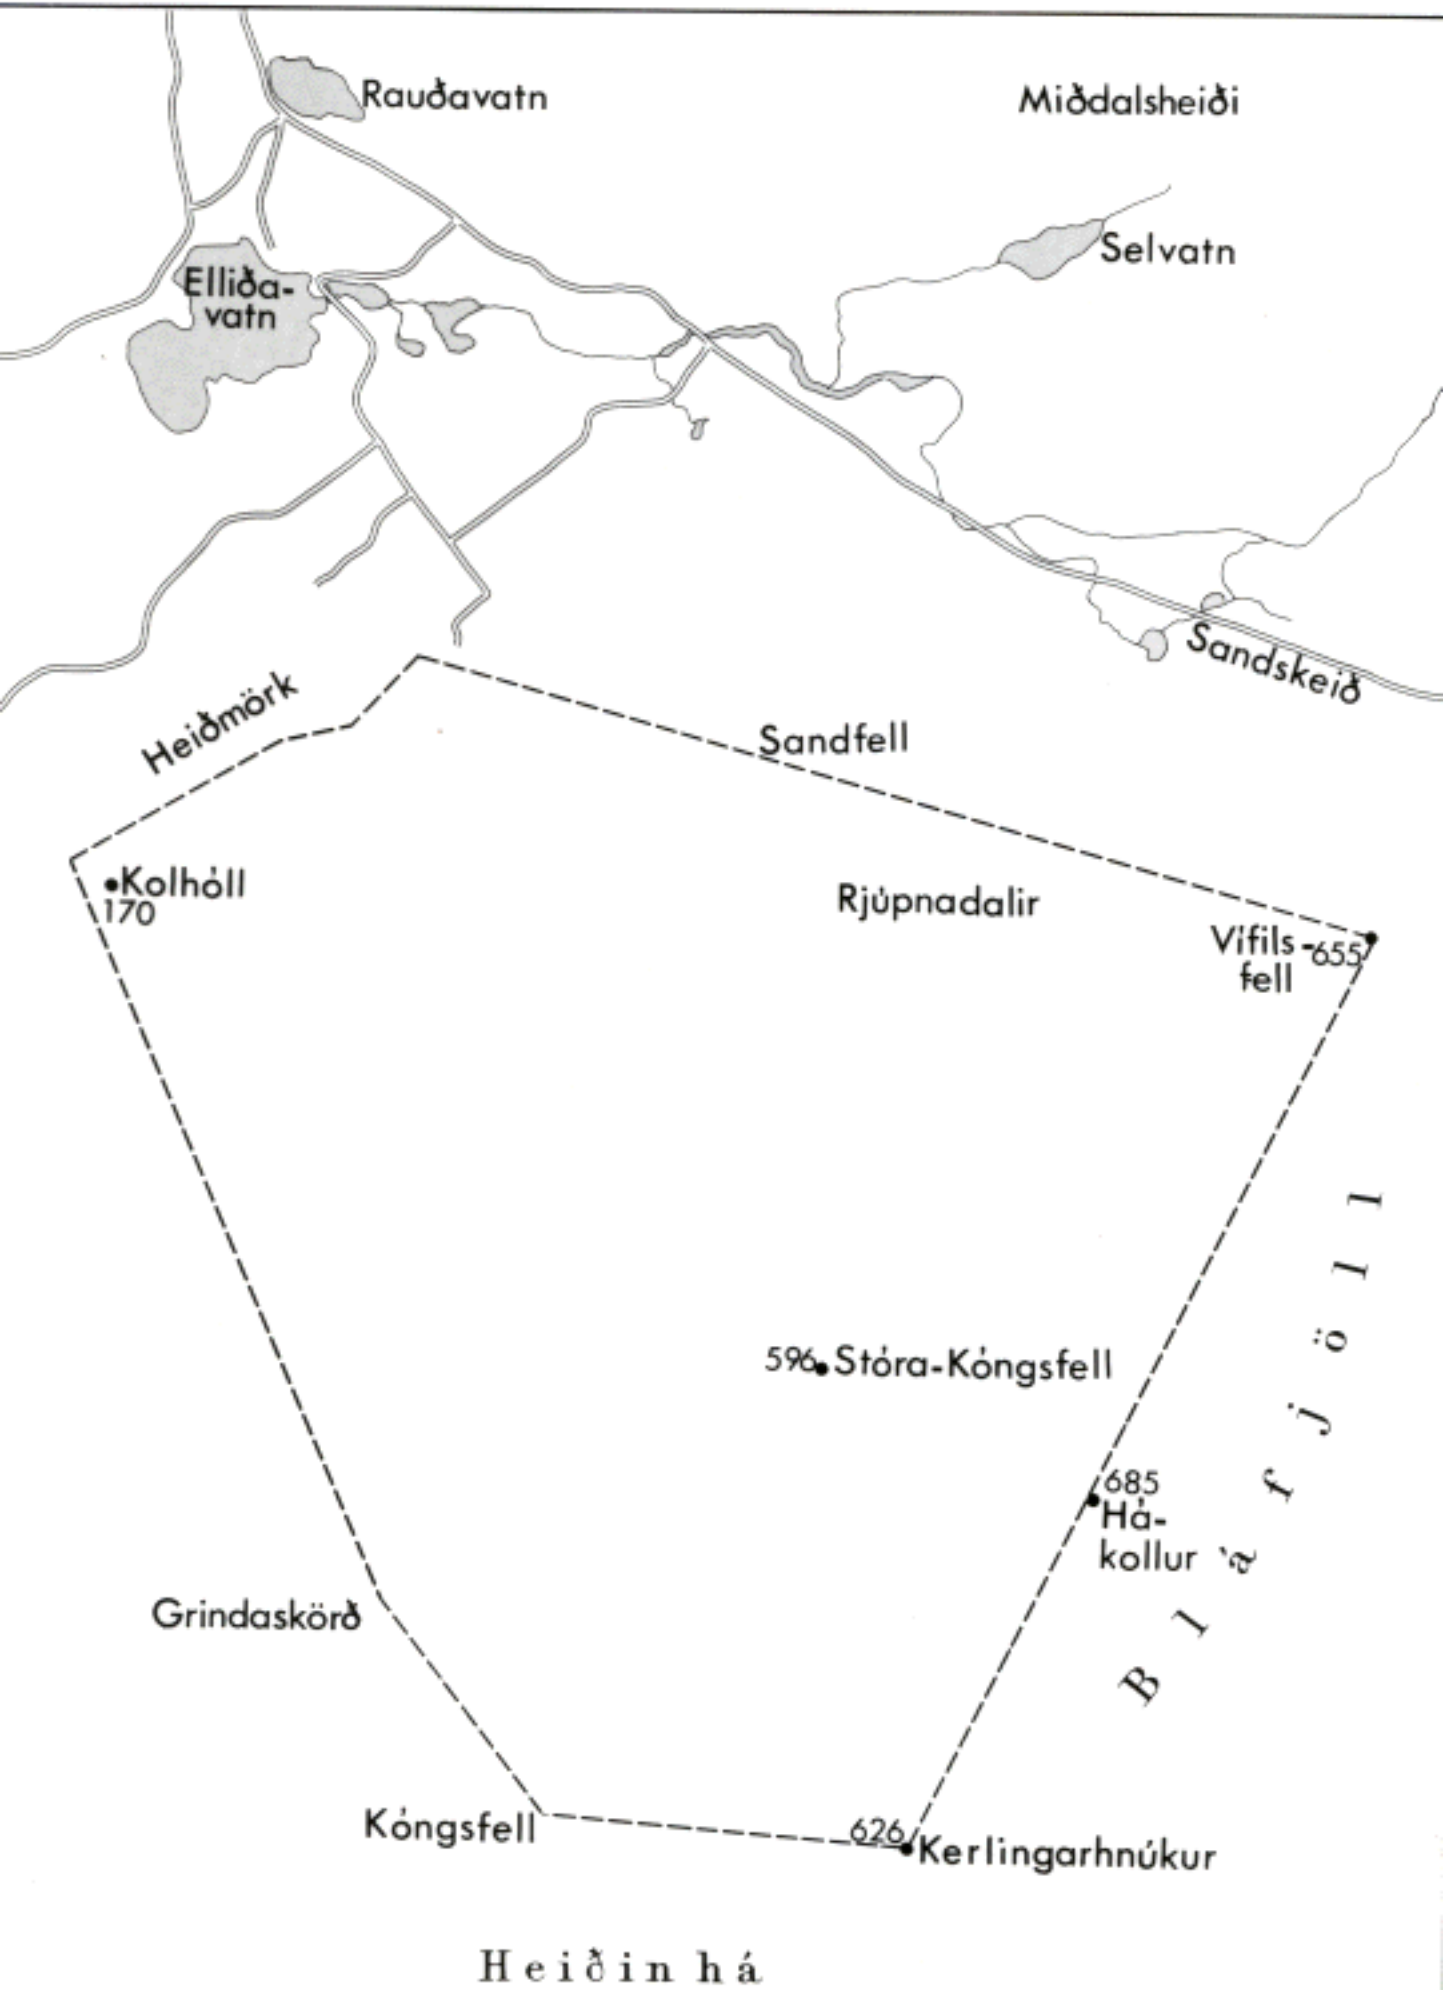 Rauðavatn
Miðdalsheiði
Selvatn
Elliða-
vatn
Sandskeið
Heiðmörk
Sandfell
Kolhóll
170
Rjúpnadalir
Vífils-
fell
655
596
Stóra-Kóngsfell
685
Há-
kollur
Bláfjöll
Grindaskörð
Kóngsfell
626
Kerlingarhnúkur
Heiðin há